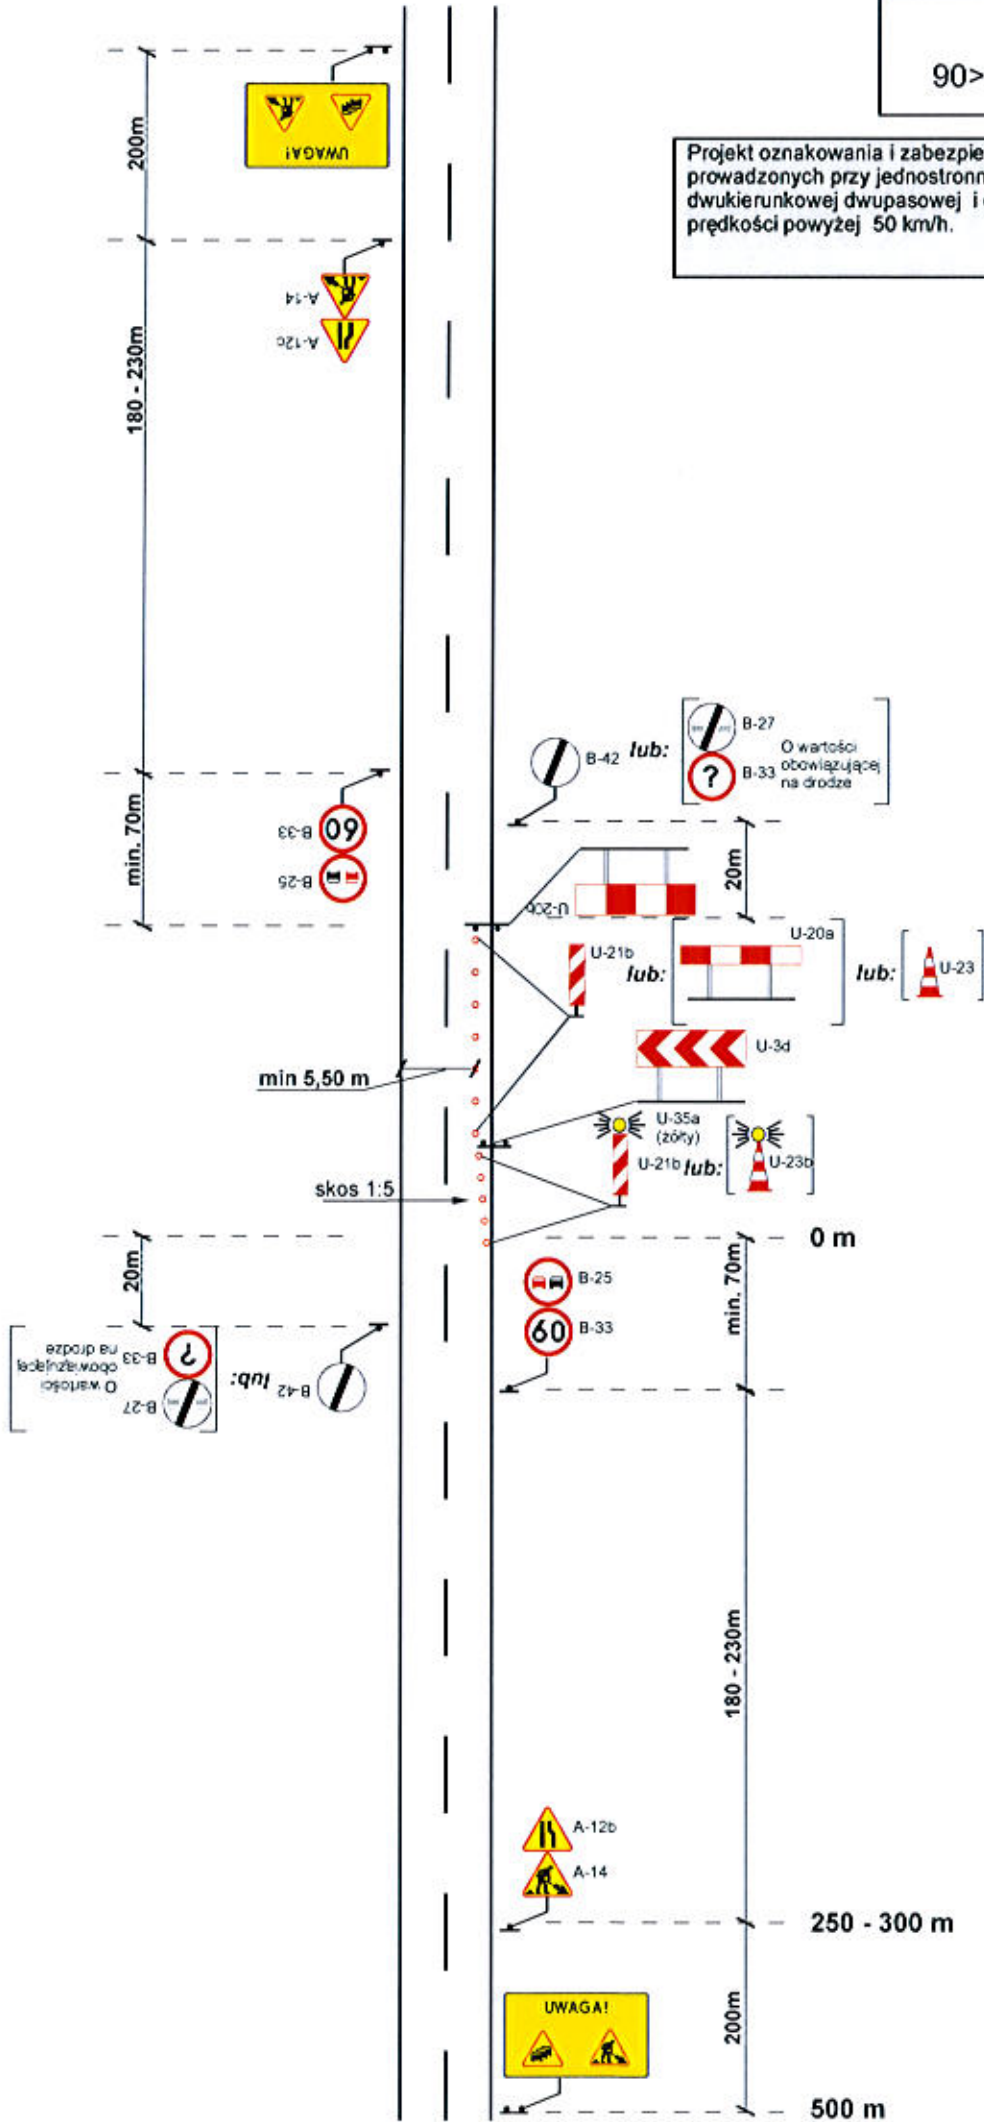 90>
Projekt oznakowania i zabezpie
prowadzonych przy jednostronn
dwukierunkowej dwupasowej i
prędkości powyżej 50 km/h.
200m
UWAGA!
A-14
A-12c
180 - 230m
B-42
lub:
B-27
B-33
O wartości
obowiązującej
na drodze
?
min. 70m
60
B-33
B-25
20m
U-20b
U-21b
lub:
U-20a
lub:
U-23
U-3d
min 5,50 m
U-35a
(żółty)
U-21b
lub:
U-23b
skos 1:5
0 m
20m
B-25
60
B-33
min. 70m
B-42
lub:
?
B-33
B-27
O wartości
obowiązującej
na drodze
180 - 230m
A-12b
A-14
250 - 300 m
UWAGA!
200m
500 m